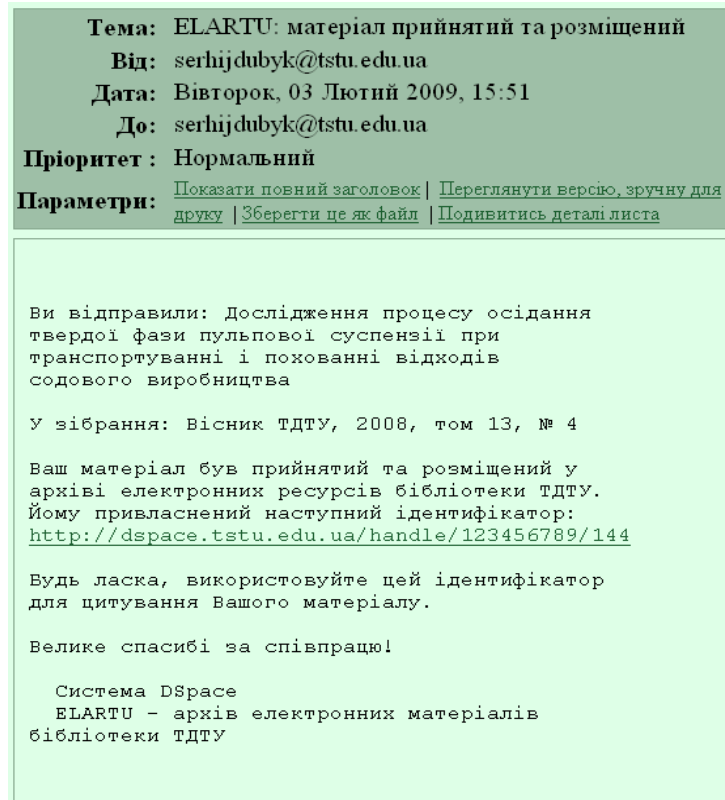 Тема: ELARTU: матеріал прийнятий та розміщений
Від: serhijdubyk@tstu.edu.ua
Дата: Вівторок, 03 Лютий 2009, 15:51
До: serhijdubyk@tstu.edu.ua
Пріоритет : Нормальний
Параметри: Показати повний заголовок | Переглянути версію, зручну для
друку | Зберегти це як файл | Подивитись деталі листа
Ви відправили: Дослідження процесу осідання
твердої фази пульпової суспензії при
транспортуванні і похованні відходів
содового виробництва
У зібрання: Вісник ТДТУ, 2008, том 13, № 4
Ваш матеріал був прийнятий та розміщений у
архіві електронних ресурсів бібліотеки ТДТУ.
Йому привласнений наступний ідентифікатор:
http://dspace.tstu.edu.ua/handle/123456789/144
Будь ласка, використовуйте цей ідентифікатор
для цитування Вашого матеріалу.
Велике спасибі за співпрацю!
Система DSpace
ELARTU - архів електронних матеріалів
бібліотеки ТДТУ